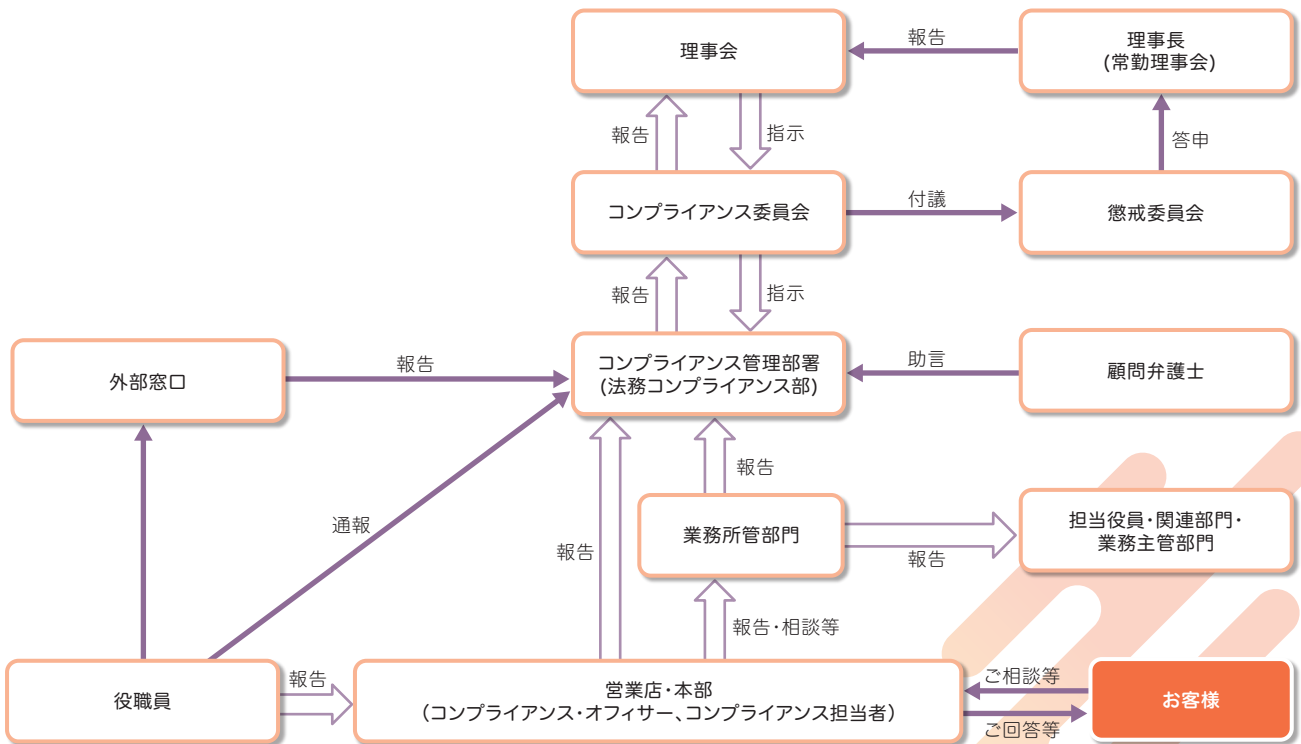 理事会
報告
理事長
(常勤理事会)
報告
指示
答申
コンプライアンス委員会
付議
懲戒委員会
報告
指示
外部窓口
報告
コンプライアンス管理部署
(法務コンプライアンス部)
助言
顧問弁護士
通報
報告
報告
業務所管部門
報告
担当役員・関連部門・
業務主管部門
報告・相談等
役職員
報告
営業店・本部
(コンプライアンス・オフィサー、コンプライアンス担当者)
ご相談等
ご回答等
お客様